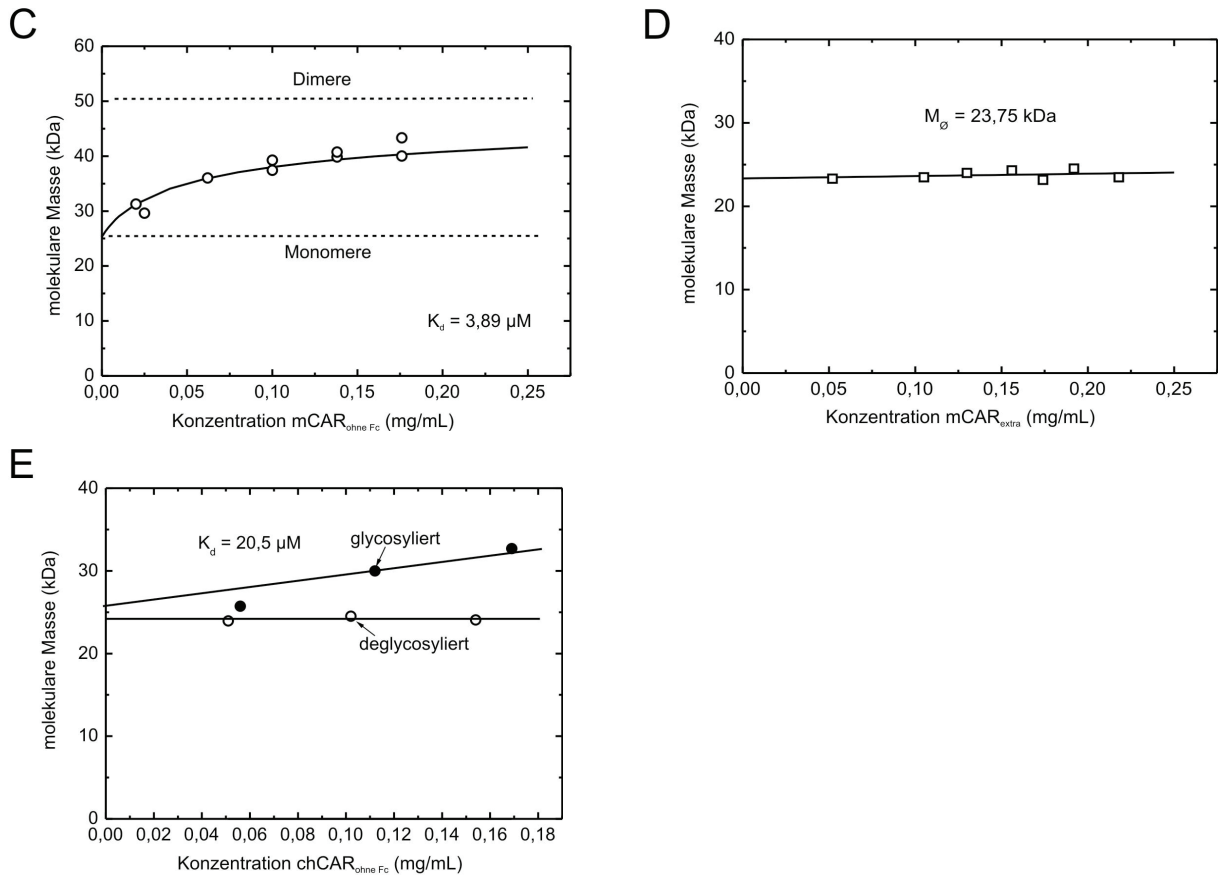 C
60
50
40
30
20
10
0
molekulare Masse (kDa)
Dimere
Monomere
K_d = 3,89 µM
0,00 0,05 0,10 0,15 0,20 0,25
Konzentration mCAR_ohne Fc (mg/mL)
D
40
30
20
10
0
molekulare Masse (kDa)
M_ø = 23,75 kDa
0,00 0,05 0,10 0,15 0,20 0,25
Konzentration mCAR_extra (mg/mL)
E
40
30
20
10
0
molekulare Masse (kDa)
K_d = 20,5 µM
glycosyliert
deglycosyliert
0,00 0,02 0,04 0,06 0,08 0,10 0,12 0,14 0,16 0,18
Konzentration chCAR_ohne Fc (mg/mL)